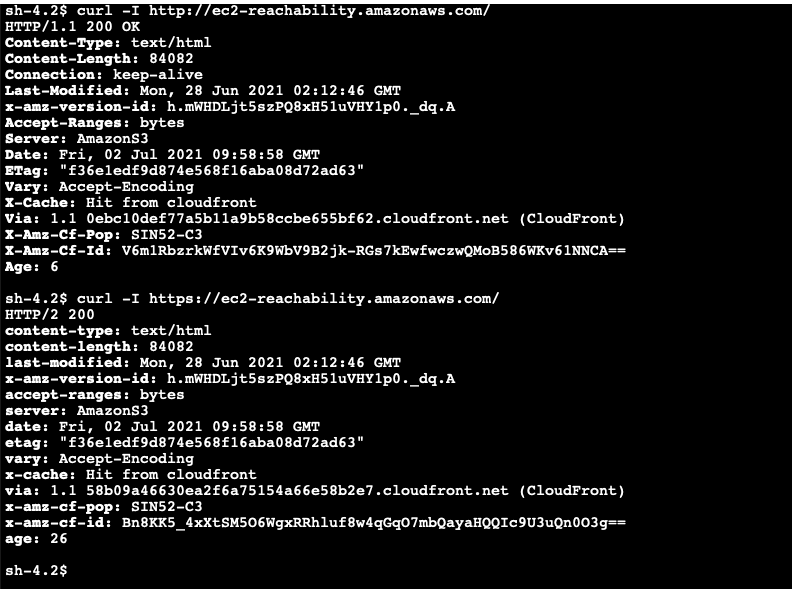 sh-4.2$ curl -I http://ec2-reachability.amazonaws.com/
HTTP/1.1 200 OK
Content-Type: text/html
Content-Length: 84082
Connection: keep-alive
Last-Modified: Mon, 28 Jun 2021 02:12:46 GMT
x-amz-version-id: h.mWHDLjt5szPQ8xH51uVHY1p0._dq.A
Accept-Ranges: bytes
Server: AmazonS3
Date: Fri, 02 Jul 2021 09:58:58 GMT
ETag: "f36e1edf9d874e568f16aba08d72ad63"
Vary: Accept-Encoding
X-Cache: Hit from cloudfront
Via: 1.1 0ebc10def77a5b11a9b58ccbe655bf62.cloudfront.net (CloudFront)
X-Amz-Cf-Pop: SIN52-C3
X-Amz-Cf-Id: V6m1RbzrkWfVIv6K9WbV9B2jk-RGs7kEwfwczwQMoB586WKv61NNCA==
Age: 6
sh-4.2$ curl -I https://ec2-reachability.amazonaws.com/
HTTP/2 200
content-type: text/html
content-length: 84082
last-modified: Mon, 28 Jun 2021 02:12:46 GMT
x-amz-version-id: h.mWHDLjt5szPQ8xH51uVHY1p0._dq.A
accept-ranges: bytes
server: AmazonS3
date: Fri, 02 Jul 2021 09:58:58 GMT
etag: "f36e1edf9d874e568f16aba08d72ad63"
vary: Accept-Encoding
x-cache: Hit from cloudfront
via: 1.1 58b09a46630ea2f6a75154a66e58b2e7.cloudfront.net (CloudFront)
x-amz-cf-pop: SIN52-C3
x-amz-cf-id: Bn8KK5_4xXtSM5O6WgxRRhluf8w4qGqO7mbQayaHQQIc9U3uQn0O3g==
age: 26
sh-4.2$